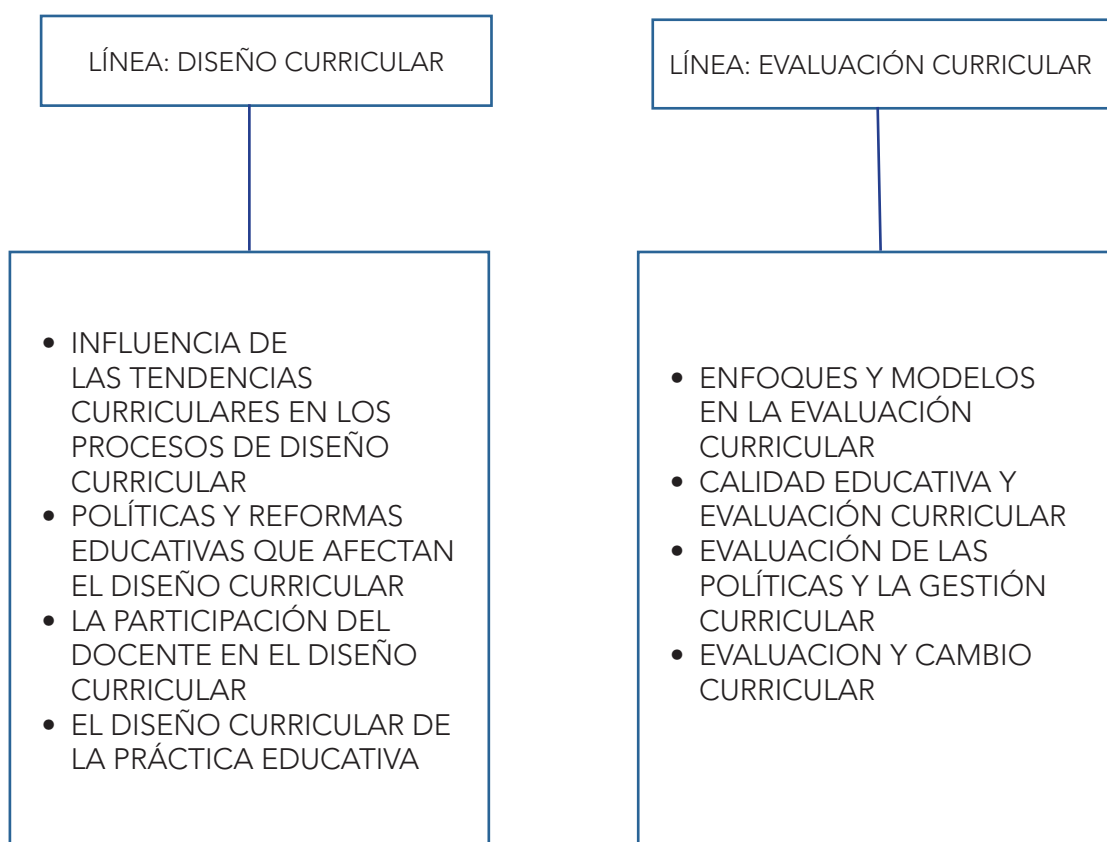 LÍNEA: DISEÑO CURRICULAR
• INFLUENCIA DE
LAS TENDENCIAS
CURRICULARES EN LOS
PROCESOS DE DISEÑO
CURRICULAR
• POLÍTICAS Y REFORMAS
EDUCATIVAS QUE AFECTAN
EL DISEÑO CURRICULAR
• LA PARTICIPACIÓN DEL
DOCENTE EN EL DISEÑO
CURRICULAR
• EL DISEÑO CURRICULAR DE
LA PRÁCTICA EDUCATIVA
LÍNEA: EVALUACIÓN CURRICULAR
• ENFOQUES Y MODELOS
EN LA EVALUACIÓN
CURRICULAR
• CALIDAD EDUCATIVA Y
EVALUACIÓN CURRICULAR
• EVALUACIÓN DE LAS
POLÍTICAS Y LA GESTIÓN
CURRICULAR
• EVALUACION Y CAMBIO
CURRICULAR